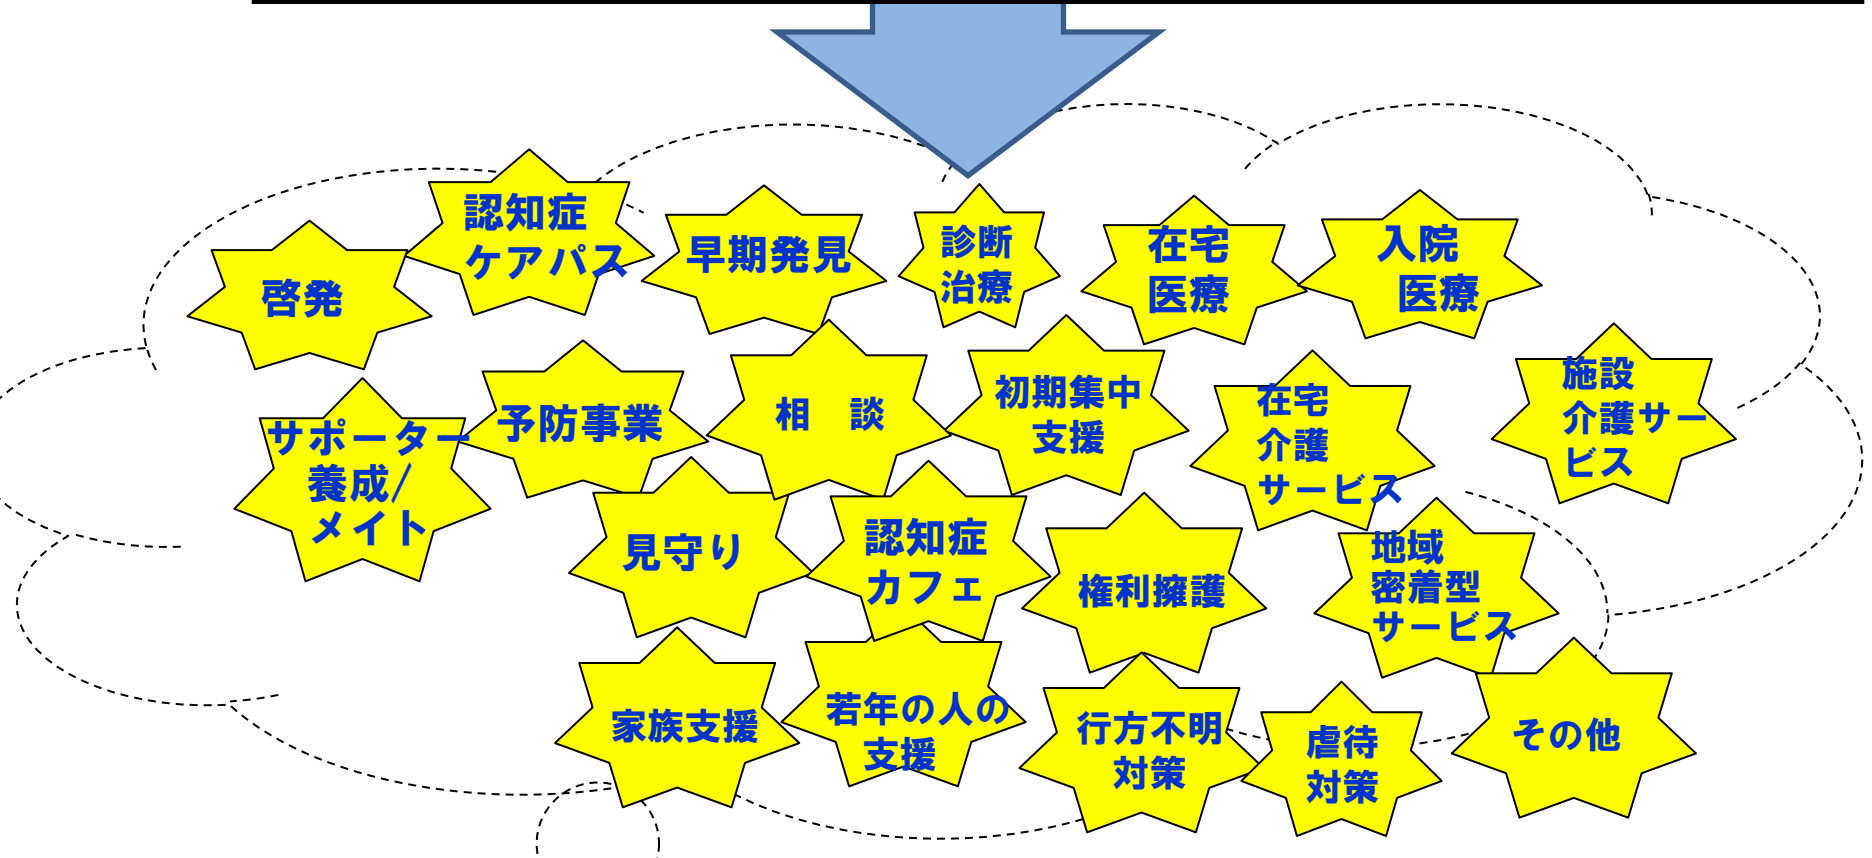 認知症
ケアパス
啓発
早期発見
診断
治療
在宅
医療
入院
医療
サポーター
養成/
メイト
予防事業
相　談
初期集中
支援
在宅
介護
サービス
施設
介護サー
ビス
見守り
認知症
カフェ
権利擁護
地域
密着型
サービス
家族支援
若年の人の
支援
行方不明
対策
虐待
対策
その他